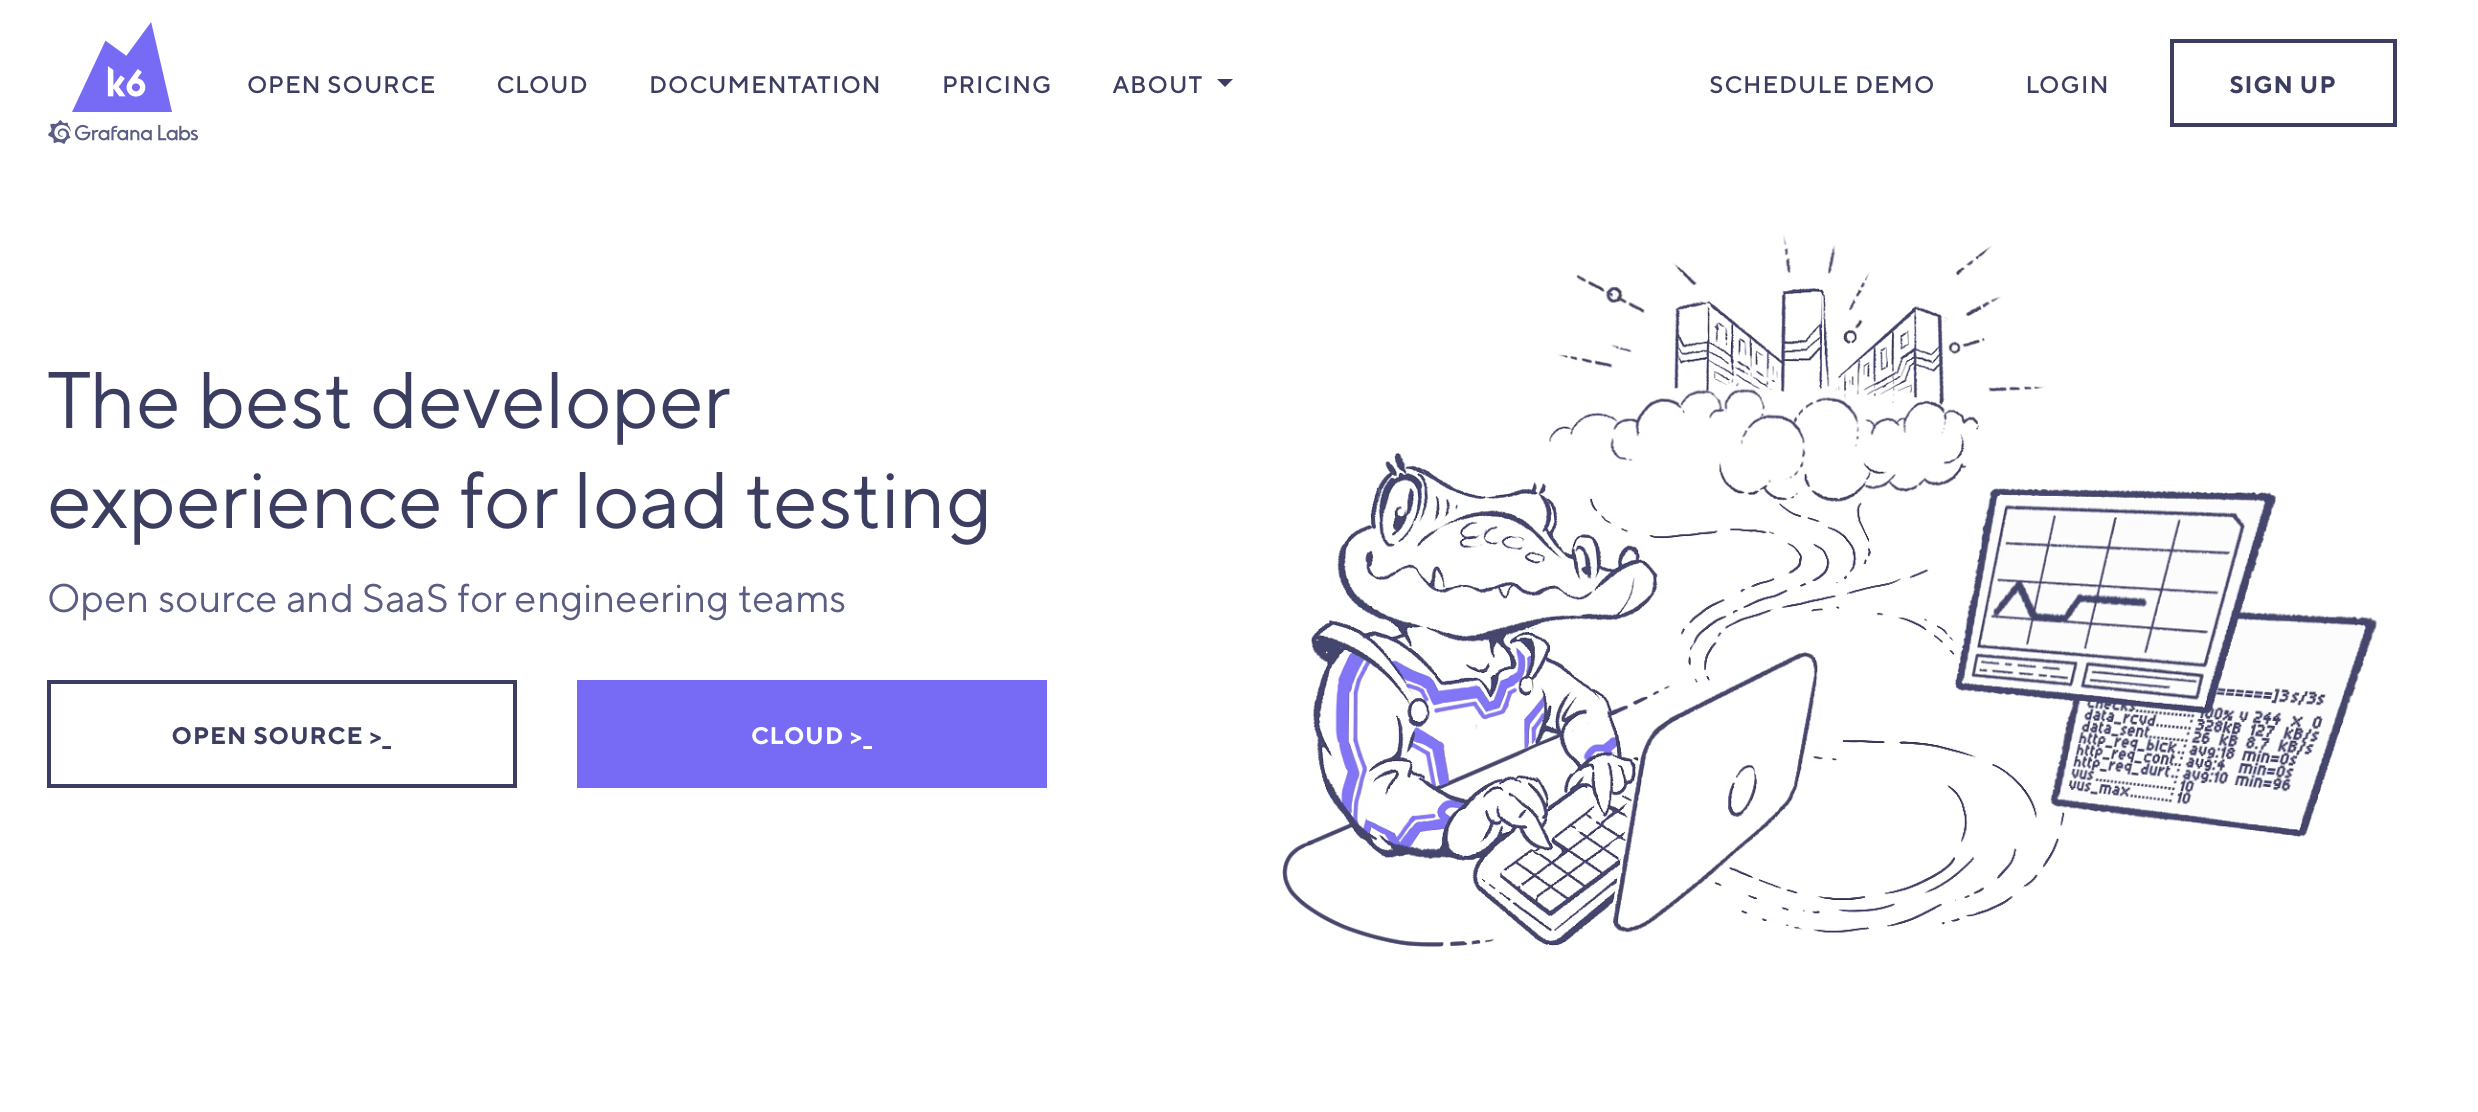 k6
Grafana Labs
OPEN SOURCE
CLOUD
DOCUMENTATION
PRICING
ABOUT
SCHEDULE DEMO
LOGIN
SIGN UP
The best developer
experience for load testing
Open source and SaaS for engineering teams
OPEN SOURCE >_
CLOUD >_
======]3s/3s
checks............: 100% ✓ 244 X 0
data_rcvd........: 328KB 127 KB/s
data_sent........: 26 KB 8.7 KB/s
http_req_blck.: avg:18 min=0s
http_req_cont.: avg:4 min=0s
http_req_durt.: avg:10 min=96
vus..................: 10
vus_max..........: 10